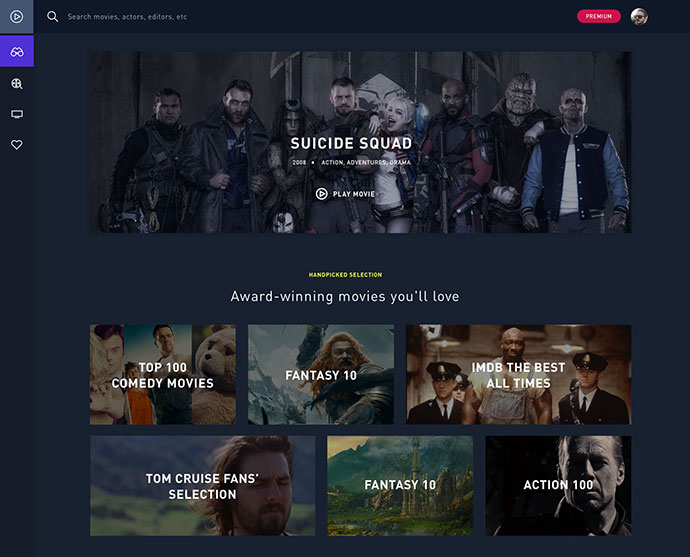 Search movies, actors, editors, etc
PREMIUM
SUICIDE SQUAD
2008 • ACTION, ADVENTURES, DRAMA
PLAY MOVIE
HANDPICKED SELECTION
Award-winning movies you'll love
TOP 100
COMEDY MOVIES
FANTASY 10
IMDB THE BEST
ALL TIMES
TOM CRUISE FANS'
SELECTION
FANTASY 10
ACTION 100